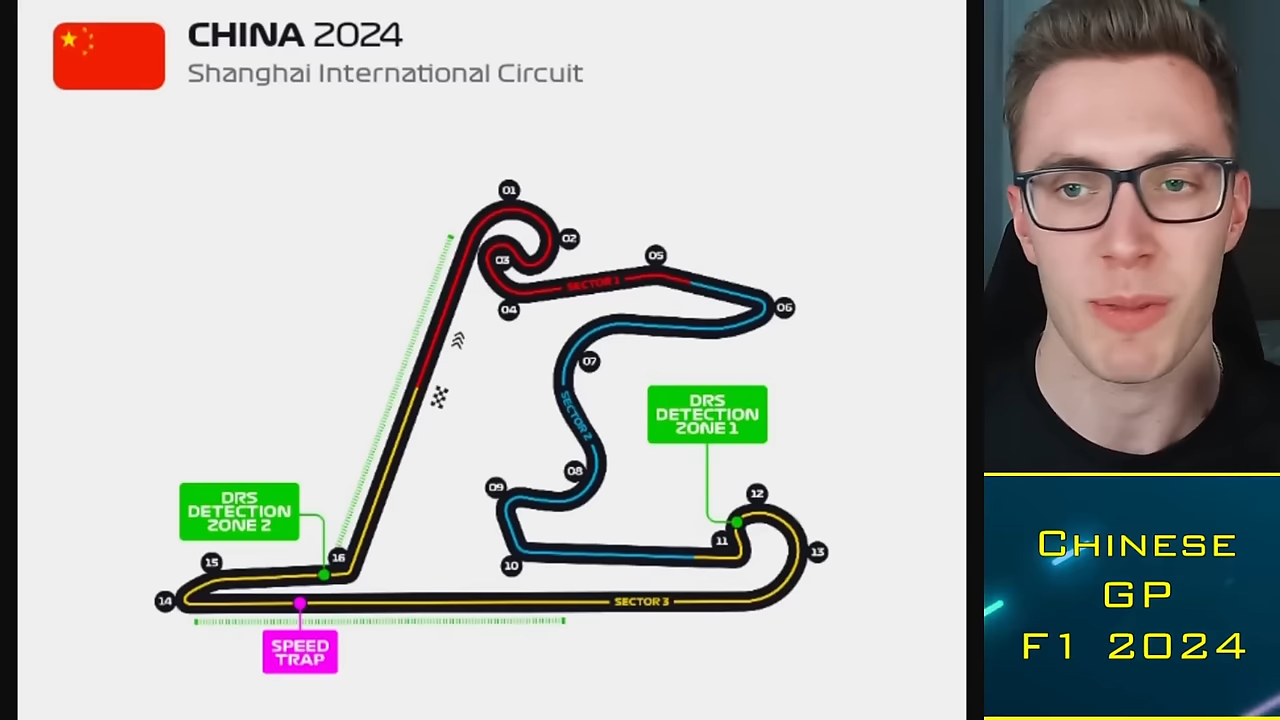 CHINA 2024
Shanghai International Circuit
01
02
03
04
05
06
SECTOR 1
07
SECTOR 2
DRS
DETECTION
ZONE 1
08
09
10
11
12
13
DRS
DETECTION
ZONE 2
16
15
14
SECTOR 3
SPEED
TRAP
CHINESE
GP
F1 2024